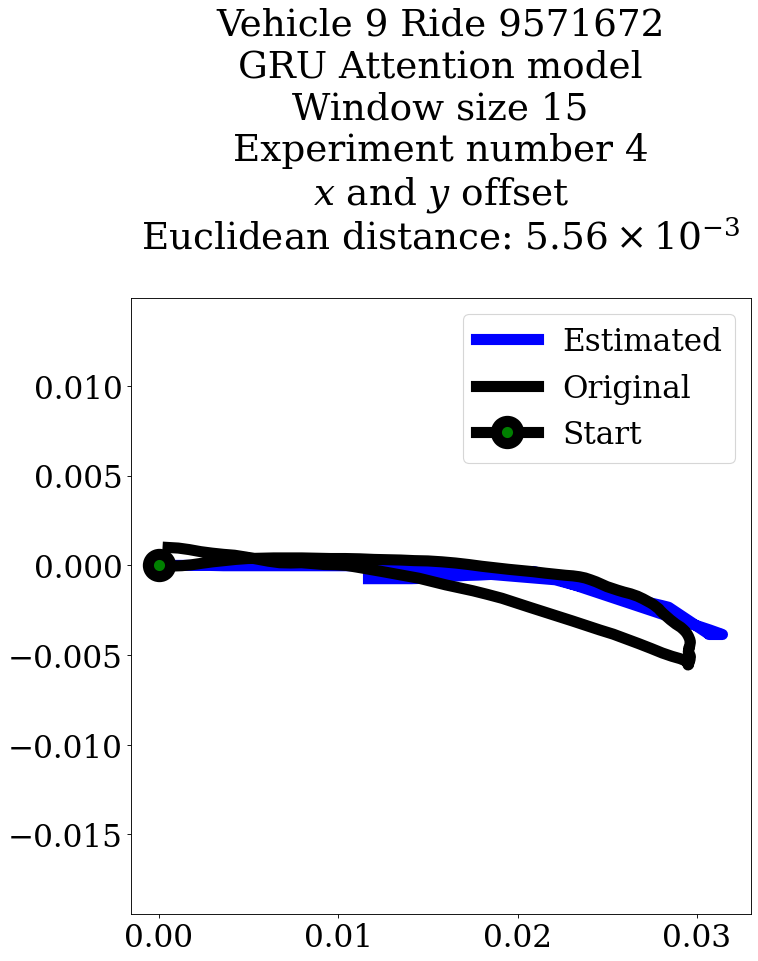 Vehicle 9 Ride 9571672
GRU Attention model
Window size 15
Experiment number 4
x and y offset
Euclidean distance: 5.56 × 10⁻³
Estimated
Original
Start
0.010
0.005
0.000
−0.005
−0.010
−0.015
0.00 0.01 0.02 0.03